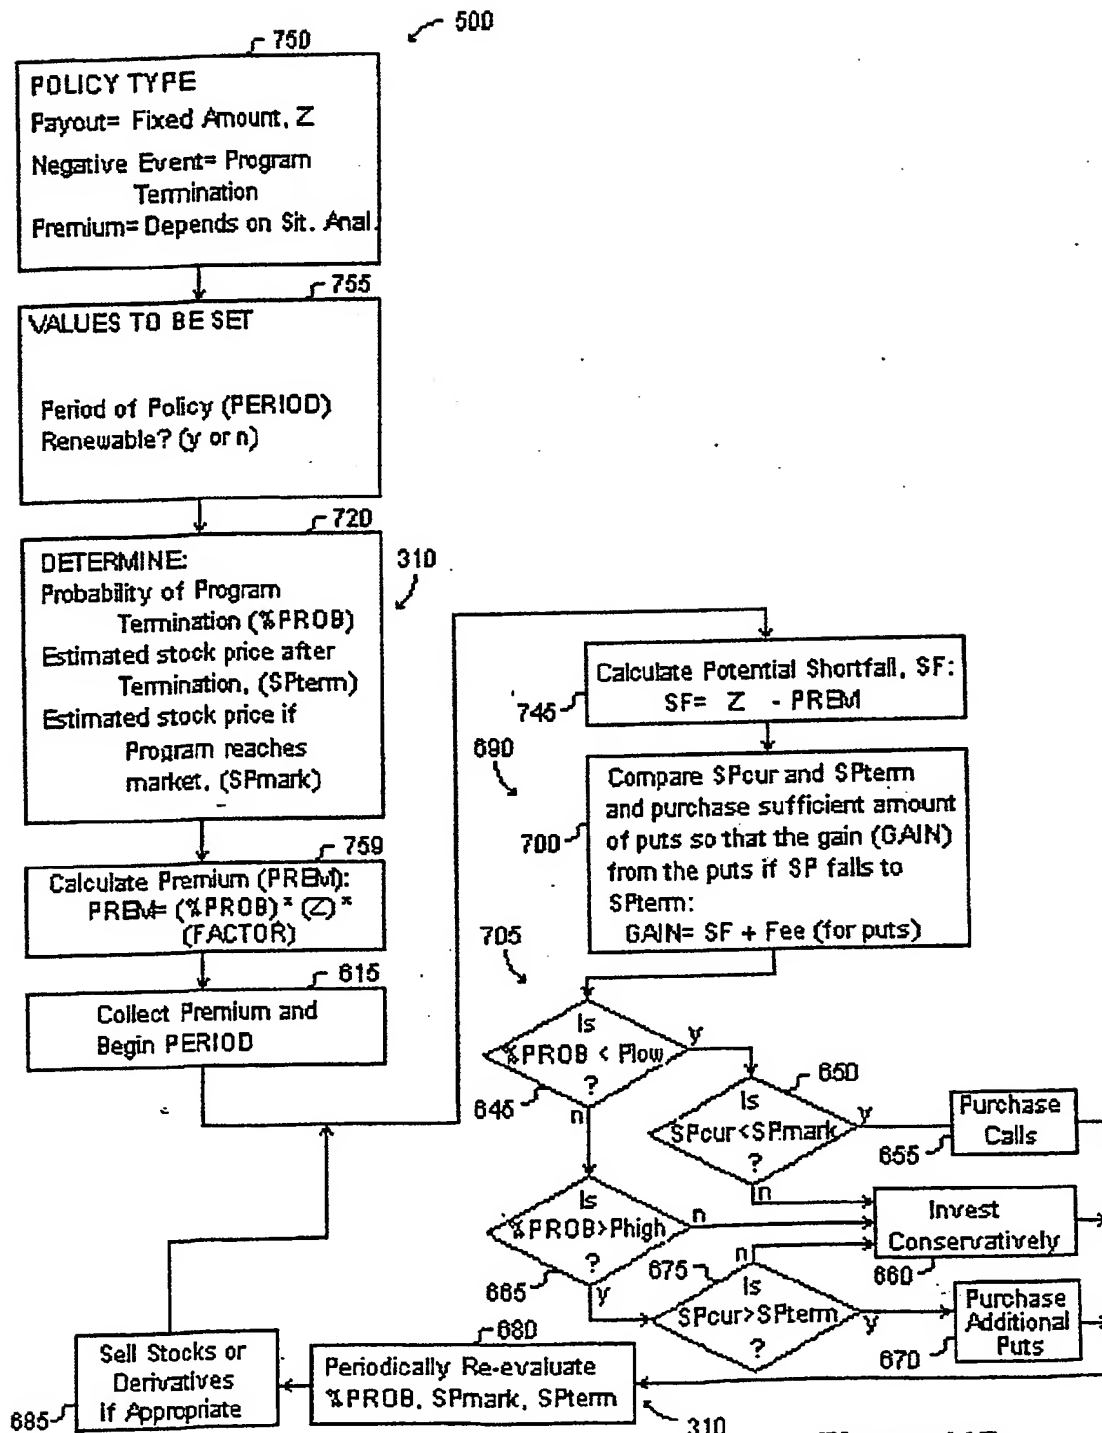 500
750
POLICY TYPE
Payout= Fixed Amount, Z
Negative Event= Program
Termination
Premium= Depends on Sit. Anal.
755
VALUES TO BE SET
Period of Policy (PERIOD)
Renewable? (y or n)
720
DETERMINE:
Probability of Program
Termination (%PROB)
Estimated stock price after
Termination, (SPterm)
Estimated stock price if
Program reaches
market, (SPmark)
310
759
Calculate Premium (PREM):
PREM= (%PROB)* (Z)*
(FACTOR)
615
Collect Premium and
Begin PERIOD
Calculate Potential Shortfall, SF:
SF= Z - PREM
745
690
Compare SPcur and SPterm
and purchase sufficient amount
of puts so that the gain (GAIN)
from the puts if SP falls to
SPterm:
GAIN= SF + Fee (for puts)
700
705
Is
%PROB < Plow
?
y
n
645
650
Is
SPcur<SPmark
?
y
n
Purchase
Calls
655
Is
%PROB>Phigh
?
n
y
665
Invest
Conservatively
660
675
n
Is
SPcur>SPterm
?
y
Purchase
Additional
Puts
670
680
Periodically Re-evaluate
%PROB, SPmark, SPterm
310
Sell Stocks or
Derivatives
If Appropriate
685